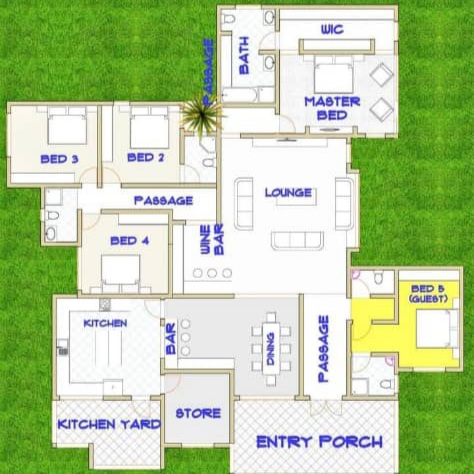 WIC
PASSAGE
BATH
MASTER
BED
BED 3
BED 2
LOUNGE
PASSAGE
WINE
BAR
BED 4
BED 5
(GUEST)
KITCHEN
BAR
DINING
PASSAGE
STORE
KITCHEN YARD
ENTRY PORCH